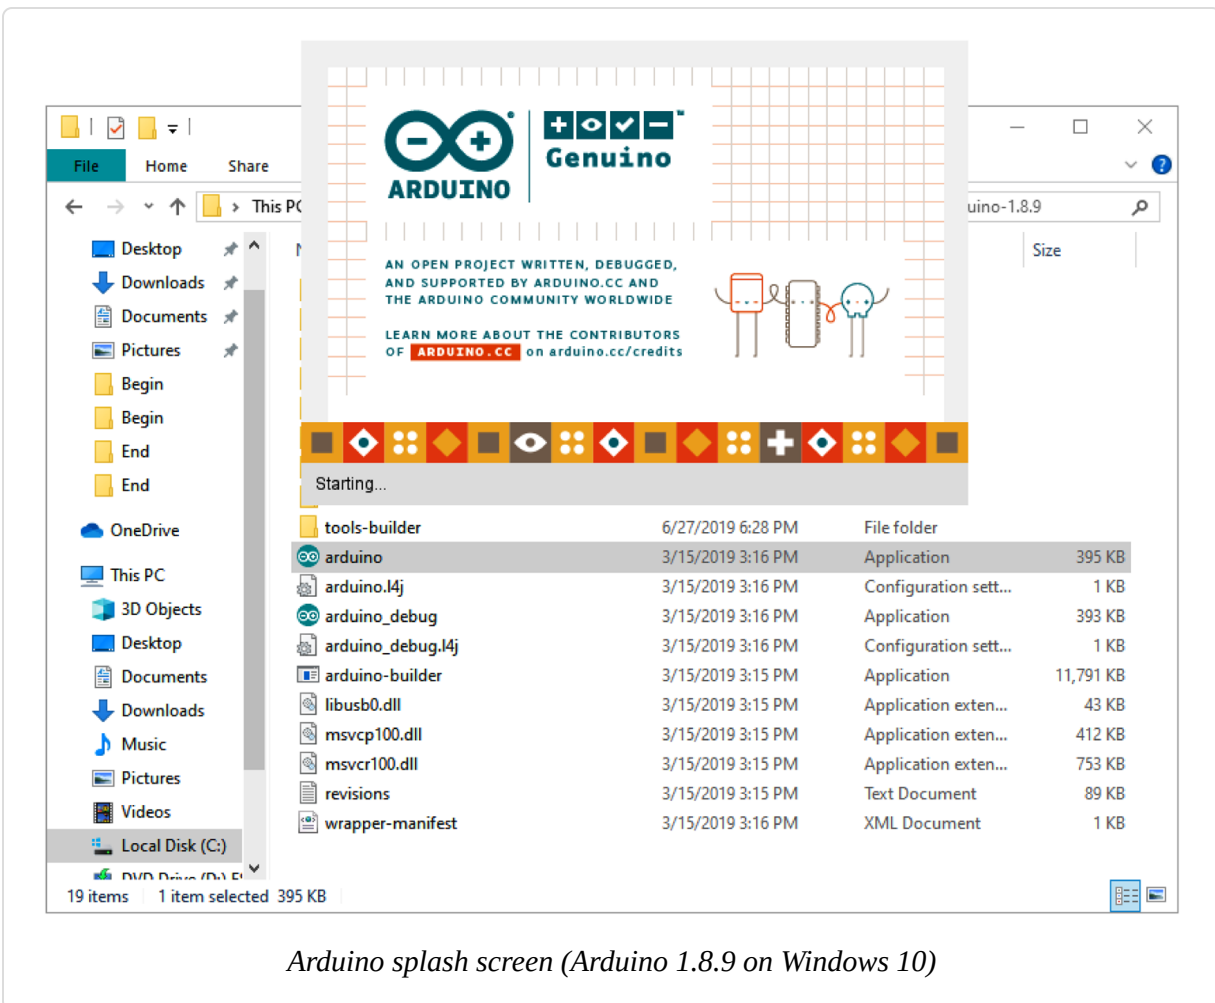 ARDUINO
Genuino
™
AN OPEN PROJECT WRITTEN, DEBUGGED,
AND SUPPORTED BY ARDUINO.CC AND
THE ARDUINO COMMUNITY WORLDWIDE
LEARN MORE ABOUT THE CONTRIBUTORS
OF ARDUINO.CC on arduino.cc/credits
Starting...
File Home Share
This PC
uino-1.8.9
Size
Desktop
Downloads
Documents
Pictures
Begin
Begin
End
End
OneDrive
This PC
3D Objects
Desktop
Documents
Downloads
Music
Pictures
Videos
Local Disk (C:)
DVD Drive (D:)
tools-builder 6/27/2019 6:28 PM File folder
arduino 3/15/2019 3:16 PM Application 395 KB
arduino.l4j 3/15/2019 3:16 PM Configuration sett... 1 KB
arduino_debug 3/15/2019 3:16 PM Application 393 KB
arduino_debug.l4j 3/15/2019 3:16 PM Configuration sett... 1 KB
arduino-builder 3/15/2019 3:15 PM Application 11,791 KB
libusb0.dll 3/15/2019 3:15 PM Application exten... 43 KB
msvcp100.dll 3/15/2019 3:15 PM Application exten... 412 KB
msvcr100.dll 3/15/2019 3:15 PM Application exten... 753 KB
revisions 3/15/2019 3:15 PM Text Document 89 KB
wrapper-manifest 3/15/2019 3:16 PM XML Document 1 KB
19 items 1 item selected 395 KB
Arduino splash screen (Arduino 1.8.9 on Windows 10)